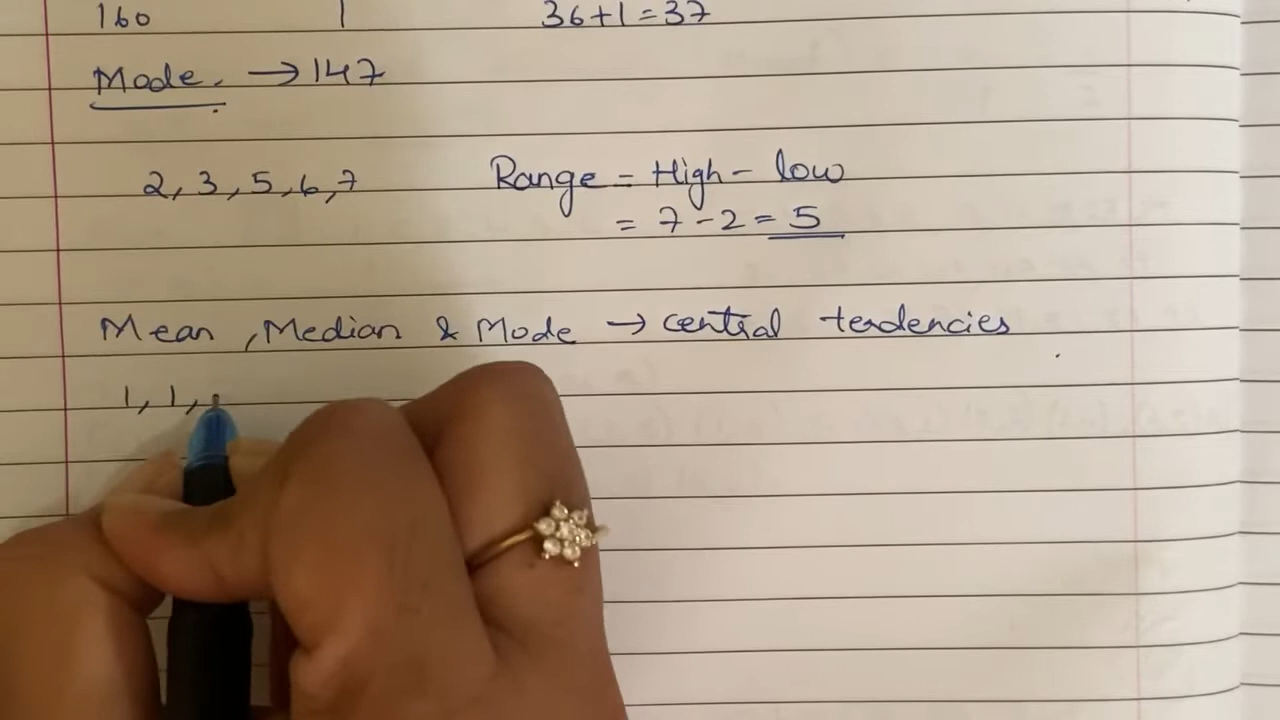 160 1 36+1=37
Mode. → 147
2, 3, 5, 6, 7 Range = High - low
= 7 - 2 = 5
Mean, Median & Mode → central tendencies
1, 1,